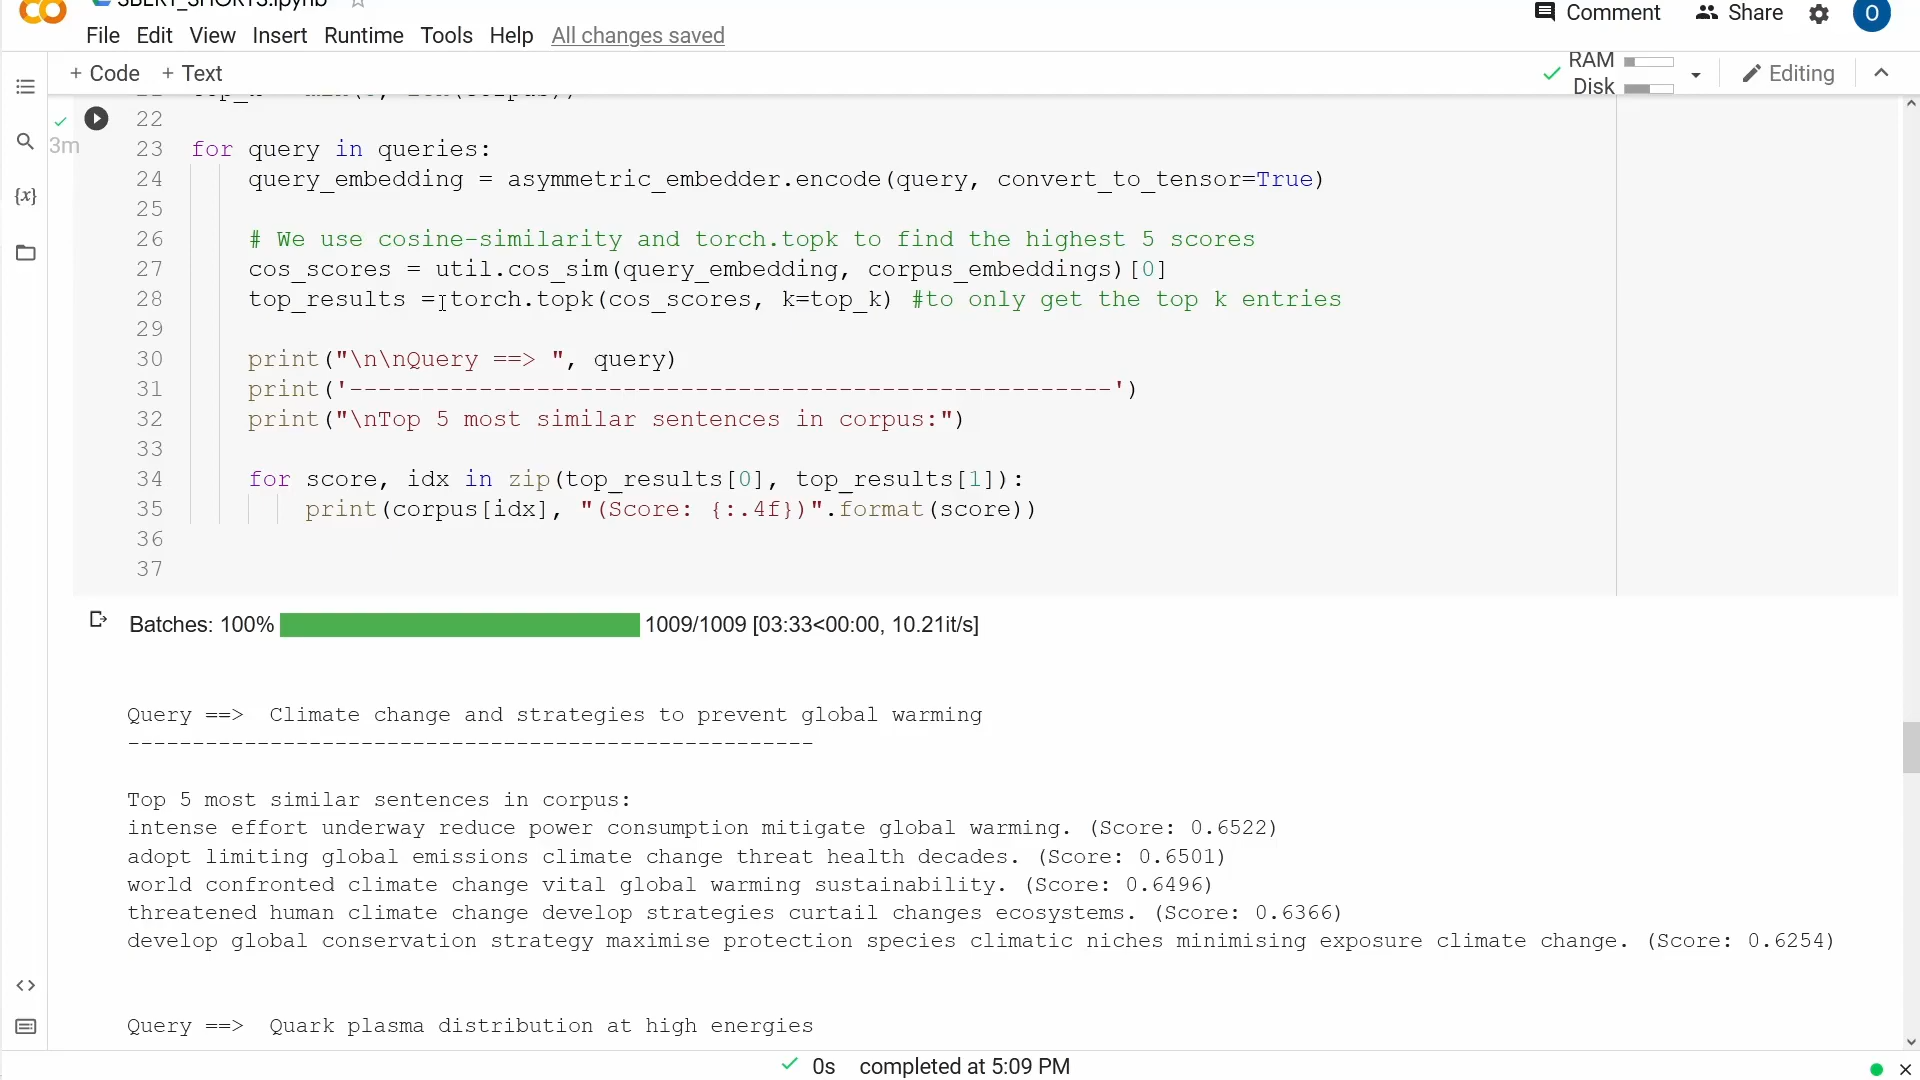 SBERT_SHORTS.ipynb
Comment Share O
File Edit View Insert Runtime Tools Help All changes saved
+ Code + Text RAM Disk Editing
3m
22
23 for query in queries:
24 query_embedding = asymmetric_embedder.encode(query, convert_to_tensor=True)
25
26 # We use cosine-similarity and torch.topk to find the highest 5 scores
27 cos_scores = util.cos_sim(query_embedding, corpus_embeddings)[0]
28 top_results = torch.topk(cos_scores, k=top_k) #to only get the top k entries
29
30 print("\n\nQuery ==> ", query)
31 print('-----------------------------------------------------')
32 print("\nTop 5 most similar sentences in corpus:")
33
34 for score, idx in zip(top_results[0], top_results[1]):
35 print(corpus[idx], "(Score: {:.4f})".format(score))
36
37
Batches: 100% 1009/1009 [03:33<00:00, 10.21it/s]
Query ==> Climate change and strategies to prevent global warming
-----------------------------------------------------
Top 5 most similar sentences in corpus:
intense effort underway reduce power consumption mitigate global warming. (Score: 0.6522)
adopt limiting global emissions climate change threat health decades. (Score: 0.6501)
world confronted climate change vital global warming sustainability. (Score: 0.6496)
threatened human climate change develop strategies curtail changes ecosystems. (Score: 0.6366)
develop global conservation strategy maximise protection species climatic niches minimising exposure climate change. (Score: 0.6254)
Query ==> Quark plasma distribution at high energies
0s completed at 5:09 PM